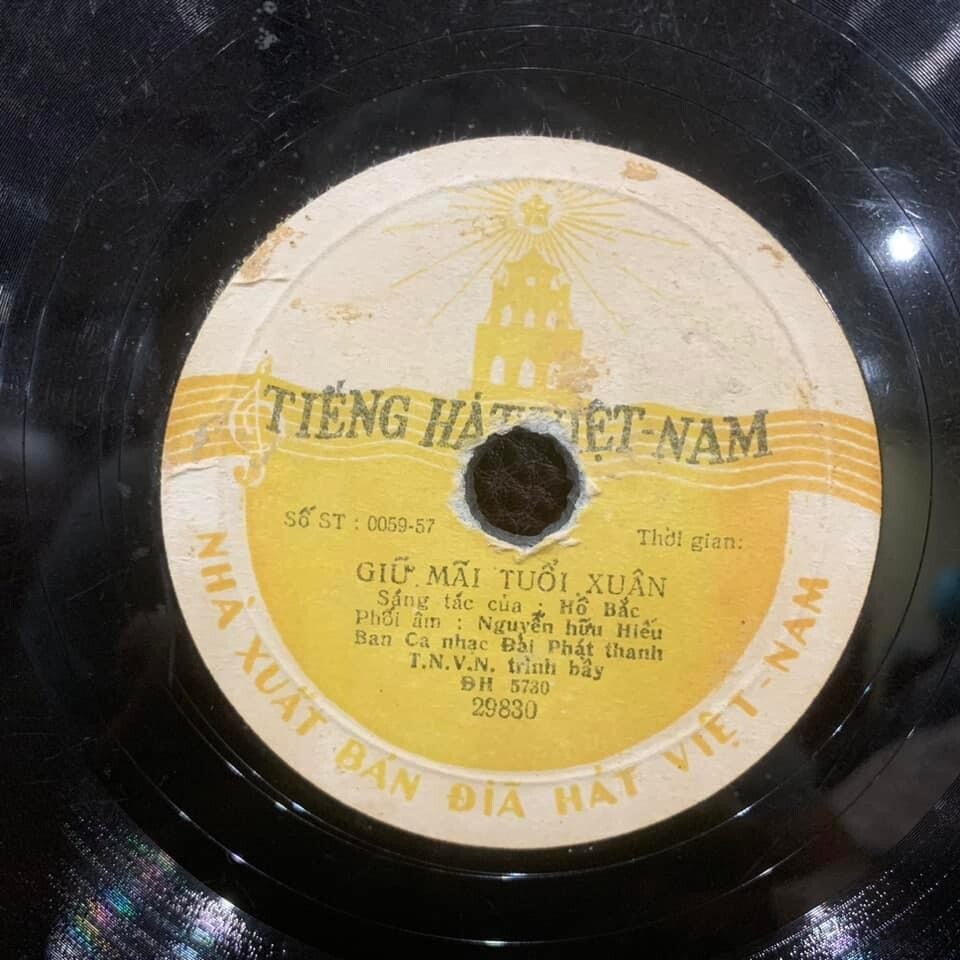 TIẾNG HÁT VIỆT-NAM
Số ST : 0059-57
Thời gian:
GIỮ MÃI TUỔI XUÂN
Sáng tác của : Hồ Bắc
Phối âm : Nguyễn hữu Hiếu
Ban Ca nhạc Đài Phát thanh
T.N.V.N. trình bầy
ĐH 5730
29830
NHÀ XUẤT BẢN ĐĨA HÁT VIỆT-NAM